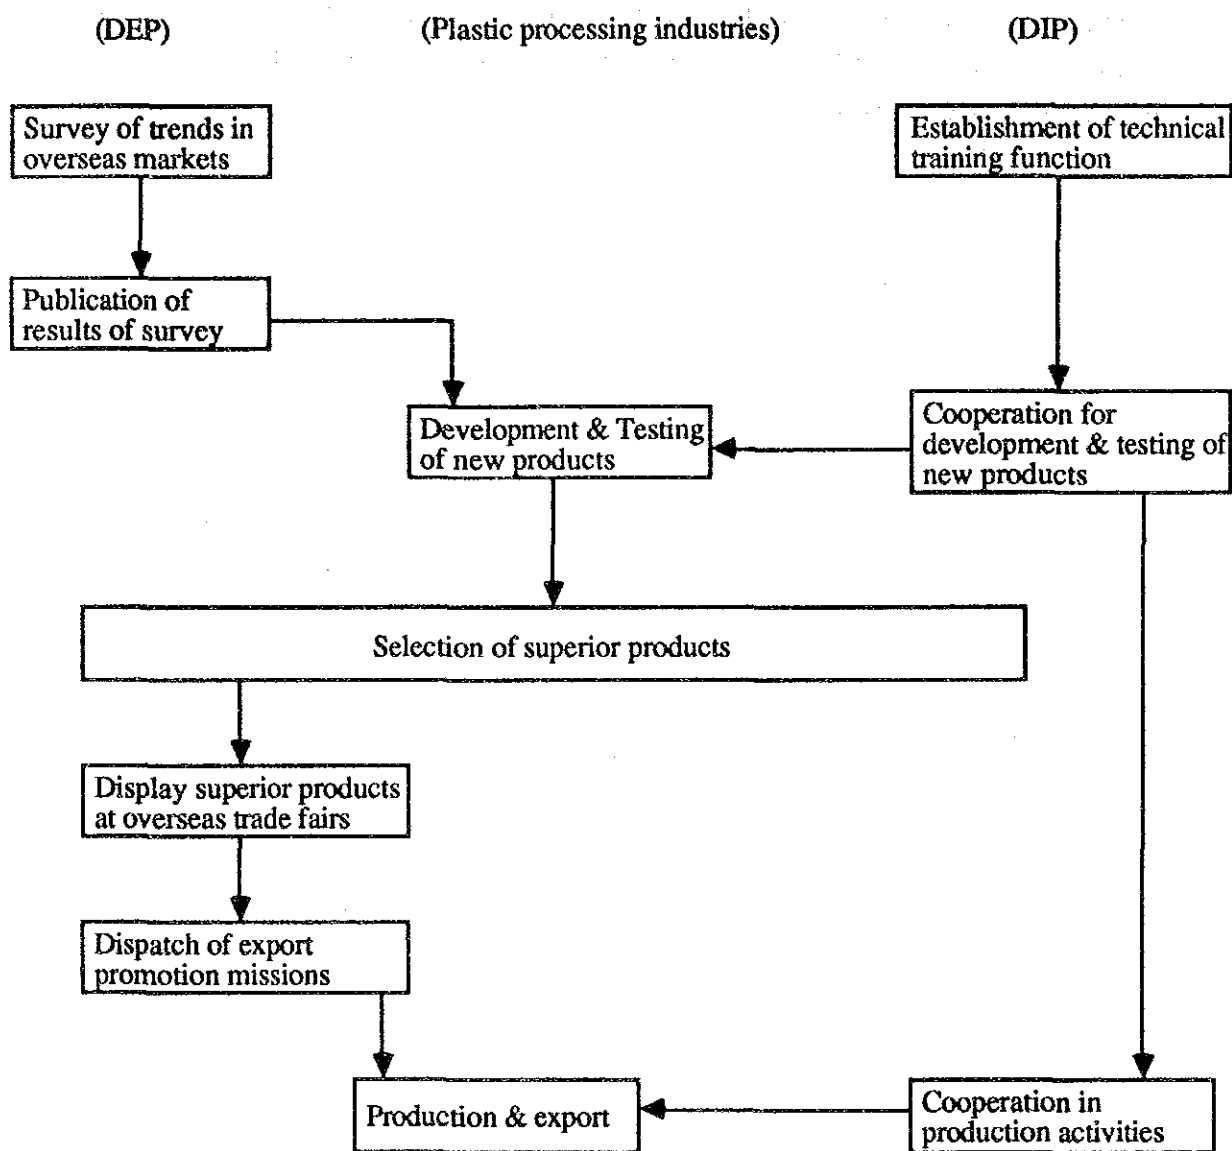 (DEP)
(Plastic processing industries)
(DIP)
Survey of trends in
overseas markets
Establishment of technical
training function
Publication of
results of survey
Development & Testing
of new products
Cooperation for
development & testing of
new products
Selection of superior products
Display superior products
at overseas trade fairs
Dispatch of export
promotion missions
Production & export
Cooperation in
production activities